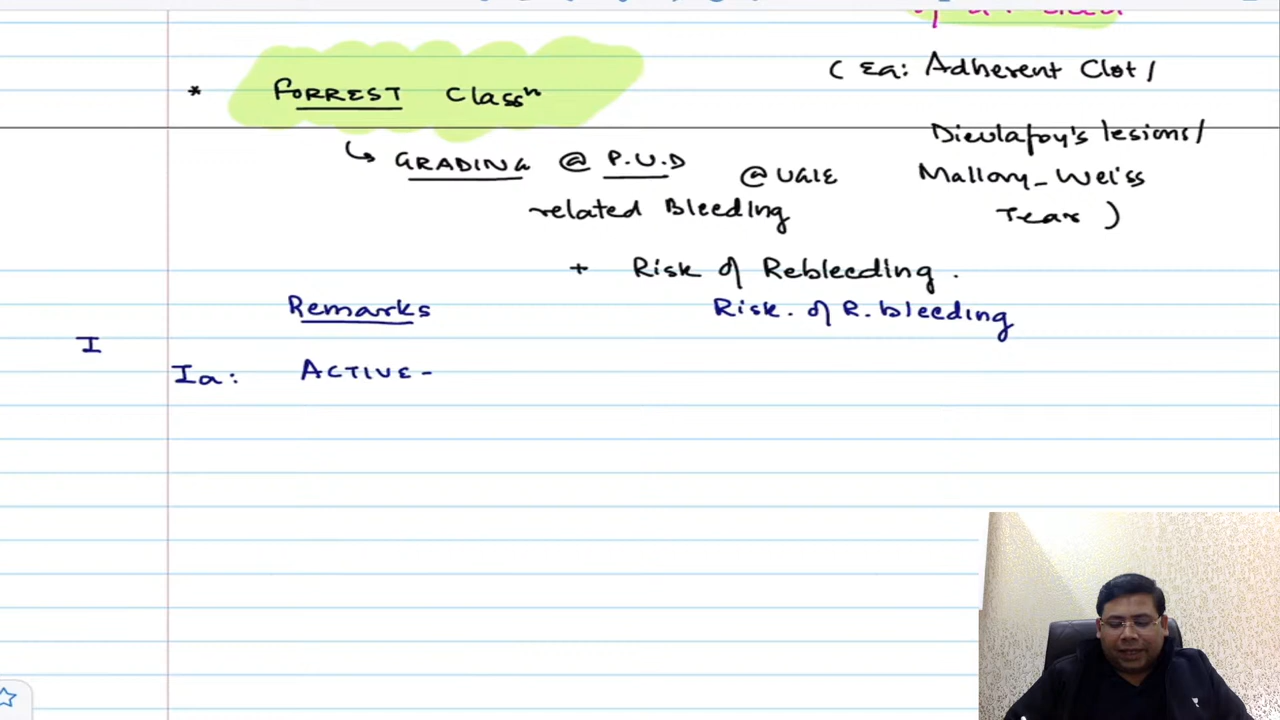 (Eg: Adherent Clot /
* FORREST Classⁿ
Dieulafoy's lesions /
↳ GRADING @ P.U.D @ UGIE
Mallory-Weiss
related Bleeding
Tear )
+ Risk of Rebleeding.
Remarks Risk. of R. bleeding
I
Ia: ACTIVE -